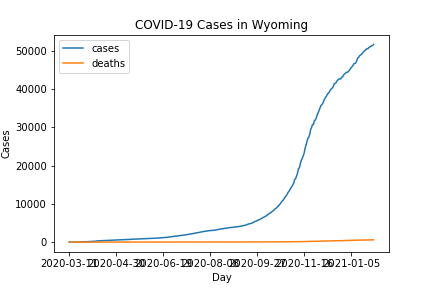 COVID-19 Cases in Wyoming
cases
deaths
50000
40000
30000
20000
10000
0
Cases
2020-03-11 2020-04-30 2020-06-19 2020-08-08 2020-09-27 2020-11-16 2021-01-05
Day